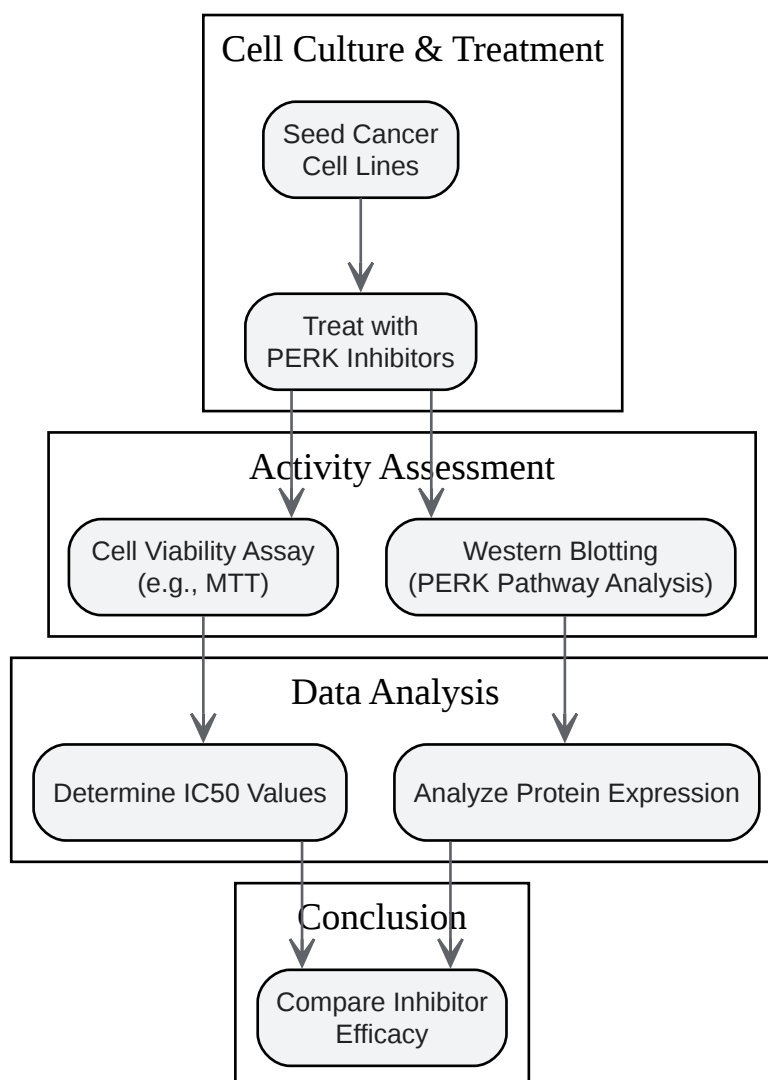 Cell Culture & Treatment
Seed Cancer
Cell Lines
Treat with
PERK Inhibitors
Activity Assessment
Cell Viability Assay
(e.g., MTT)
Western Blotting
(PERK Pathway Analysis)
Data Analysis
Determine IC50 Values
Analyze Protein Expression
Conclusion
Compare Inhibitor
Efficacy